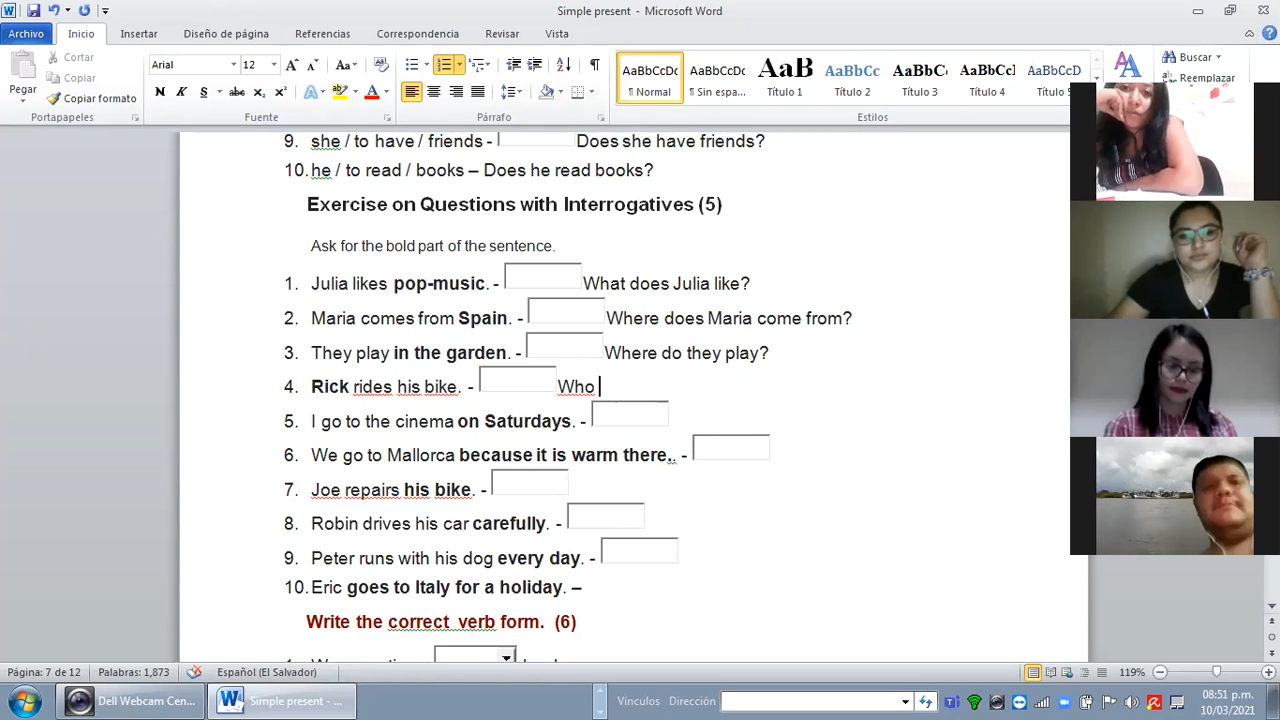 Simple present - Microsoft Word
Archivo Inicio Insertar Diseño de página Referencias Correspondencia Revisar Vista
Cortar
Copiar
Copiar formato
Pegar
Arial 12
N K S abc x₂ x²
AaBbCcDc AaBbCcDc AaB AaBbCc AaBbCc AaBbCc AaBbCcD
¶ Normal ¶ Sin espa... Título 1 Título 2 Título 3 Título 4 Título 5
Buscar
Reemplazar
Portapapeles Fuente Párrafo Estilos
9. she / to have / friends - Does she have friends?
10. he / to read / books – Does he read books?
Exercise on Questions with Interrogatives (5)
Ask for the bold part of the sentence.
1. Julia likes pop-music. - What does Julia like?
2. Maria comes from Spain. - Where does Maria come from?
3. They play in the garden. - Where do they play?
4. Rick rides his bike. - Who
5. I go to the cinema on Saturdays. -
6. We go to Mallorca because it is warm there.. -
7. Joe repairs his bike. -
8. Robin drives his car carefully. -
9. Peter runs with his dog every day. -
10. Eric goes to Italy for a holiday. –
Write the correct verb form. (6)
Página: 7 de 12 Palabras: 1,873 Español (El Salvador) 119%
Dell Webcam Cen... Simple present - ... Vínculos Dirección
08:51 p.m.
10/03/2021